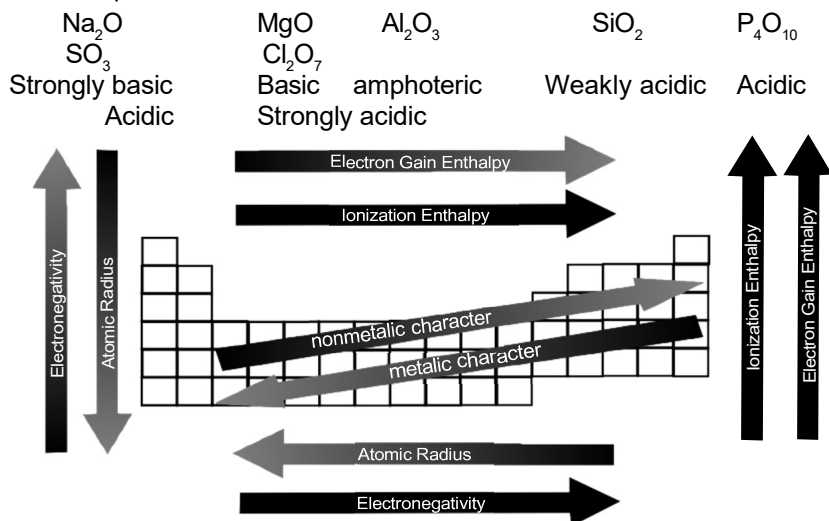 Na₂O MgO Al₂O₃ SiO₂ P₄O₁₀
SO₃ Cl₂O₇
Strongly basic Basic amphoteric Weakly acidic Acidic
Acidic Strongly acidic
Electron Gain Enthalpy
Ionization Enthalpy
Electronegativity
Atomic Radius
nonmetalic character
metalic character
Ionization Enthalpy
Electron Gain Enthalpy
Atomic Radius
Electronegativity